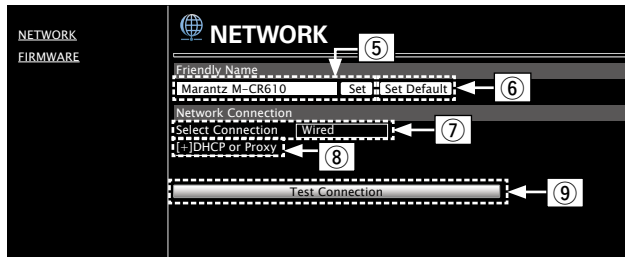 NETWORK
FIRMWARE
NETWORK
⑤
Friendly Name
Marantz M-CR610 Set Set Default ⑥
Network Connection
Select Connection Wired ⑦
[+]DHCP or Proxy ⑧
Test Connection ⑨